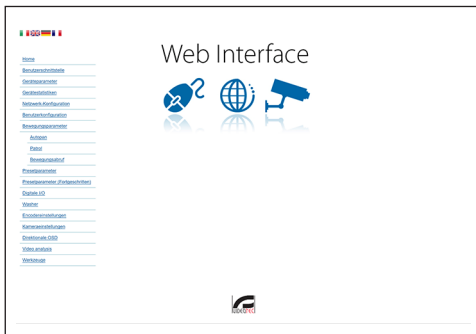 Web Interface
Home
Benutzerschnittstelle
Geräteparameter
Gerätestatistiken
Netzwerk-Konfiguration
Benutzerkonfiguration
Bewegungsparameter
Autopan
Patrol
Bewegungsabruf
Presetparameter
Presetparameter (Fortgeschritten)
Digitale I/O
Washer
Encodereinstellungen
Kameraeinstellungen
Direktionale OSD
Video analysis
Werkzeuge
VIDEOTEC